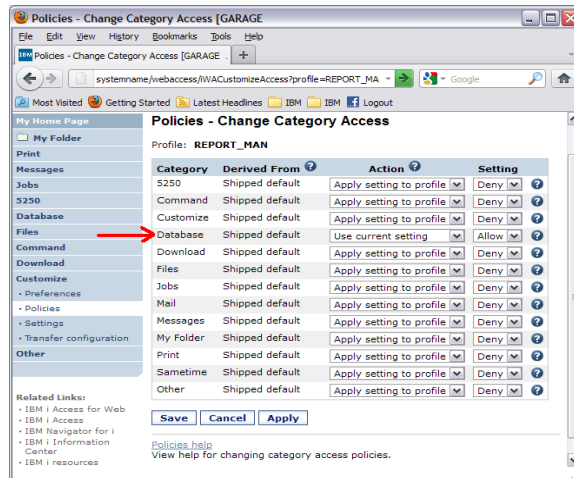 Policies - Change Category Access [GARAGE
File Edit View History Bookmarks Tools Help
IBM Policies - Change Category Access [GARAGE ... +
systemname/webaccess/iWACustomizeAccess?profile=REPORT_MA Google
Most Visited Getting Started Latest Headlines IBM IBM Logout
My Home Page
My Folder
Print
Messages
Jobs
5250
Database
Files
Command
Download
Customize
• Preferences
• Policies
• Settings
• Transfer configuration
Other
Related Links:
• IBM i Access for Web
• IBM i Access
• IBM Navigator for i
• IBM i Information
Center
• IBM i resources
Policies - Change Category Access
Profile: REPORT_MAN
Category Derived From ? Action ? Setting
5250 Shipped default Apply setting to profile Deny ?
Command Shipped default Apply setting to profile Deny ?
Customize Shipped default Apply setting to profile Deny ?
Database Shipped default Use current setting Allow ?
Download Shipped default Apply setting to profile Deny ?
Files Shipped default Apply setting to profile Deny ?
Jobs Shipped default Apply setting to profile Deny ?
Mail Shipped default Apply setting to profile Deny ?
Messages Shipped default Apply setting to profile Deny ?
My Folder Shipped default Apply setting to profile Deny ?
Print Shipped default Apply setting to profile Deny ?
Sametime Shipped default Apply setting to profile Deny ?
Other Shipped default Apply setting to profile Deny ?
Save Cancel Apply
Policies help
View help for changing category access policies.